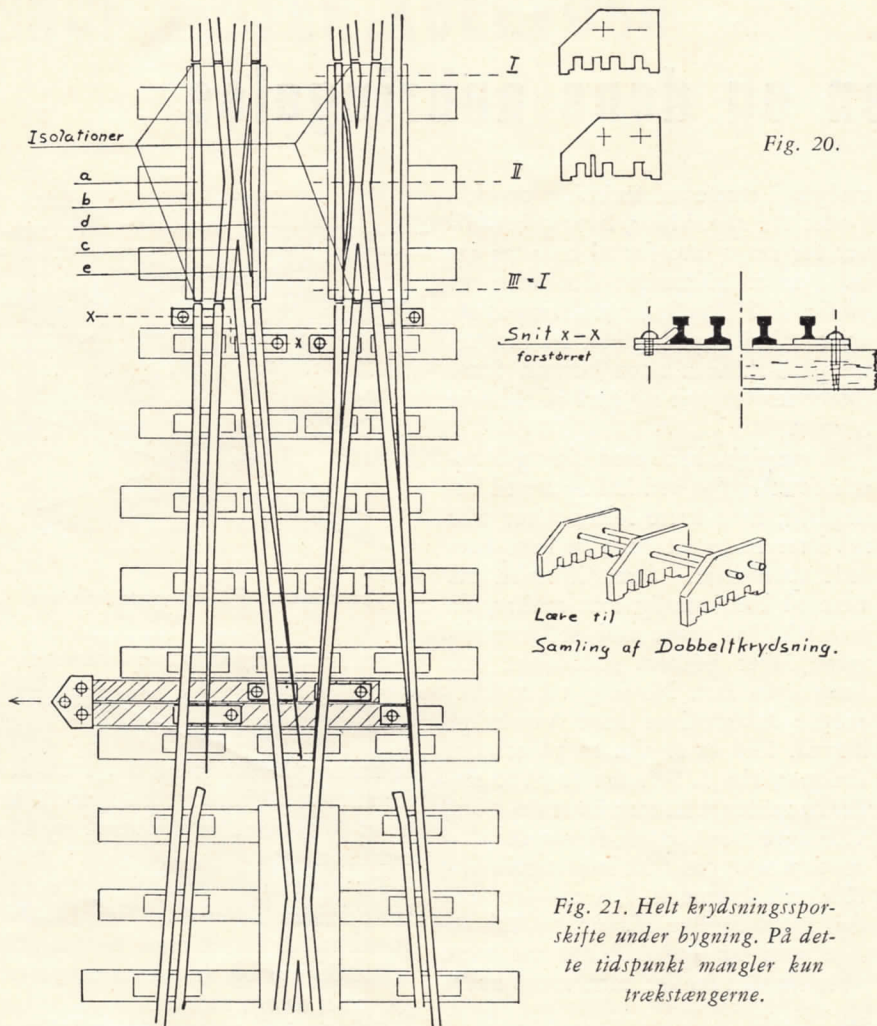 I
Fig. 20.
Isolationer
a
II
b
d
c
e
III = I
x
x
Snit x-x
forstørret
Lære til
Samling af Dobbeltkrydsning.
Fig. 21. Helt krydsningsspor-
skifte under bygning. På det-
te tidspunkt mangler kun
trækstængerne.